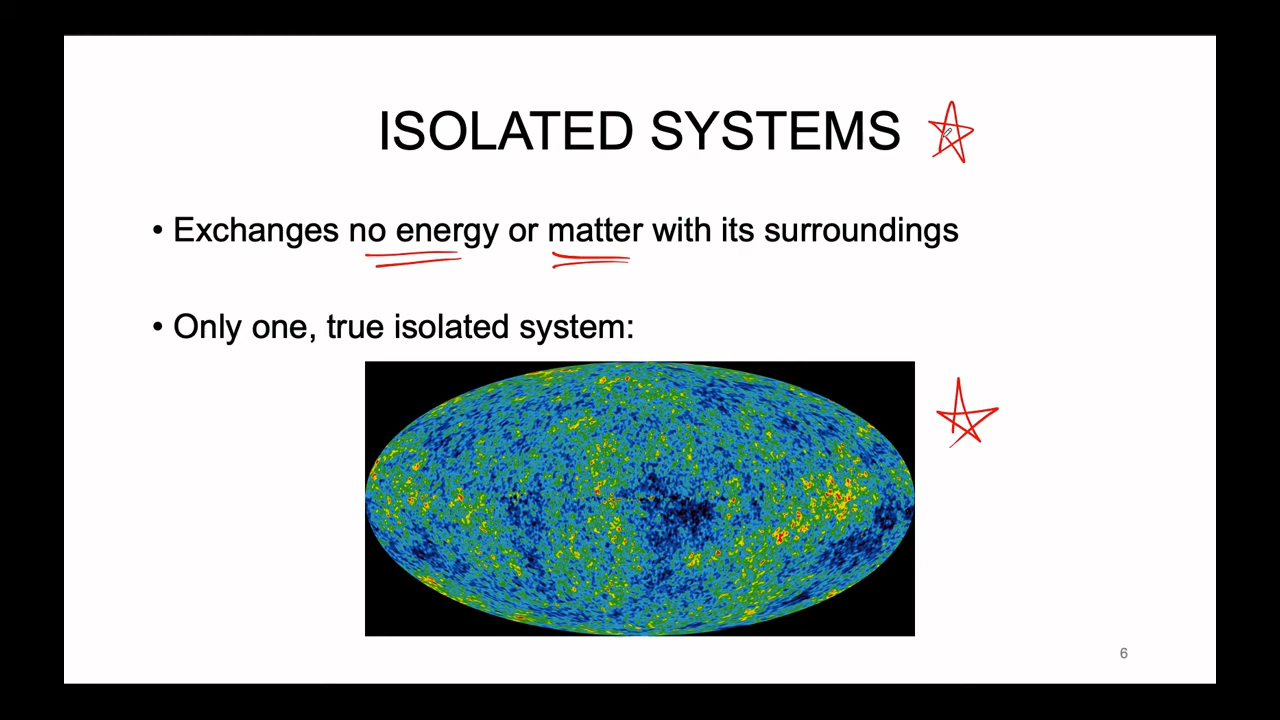 ISOLATED SYSTEMS
• Exchanges no energy or matter with its surroundings
• Only one, true isolated system:
6